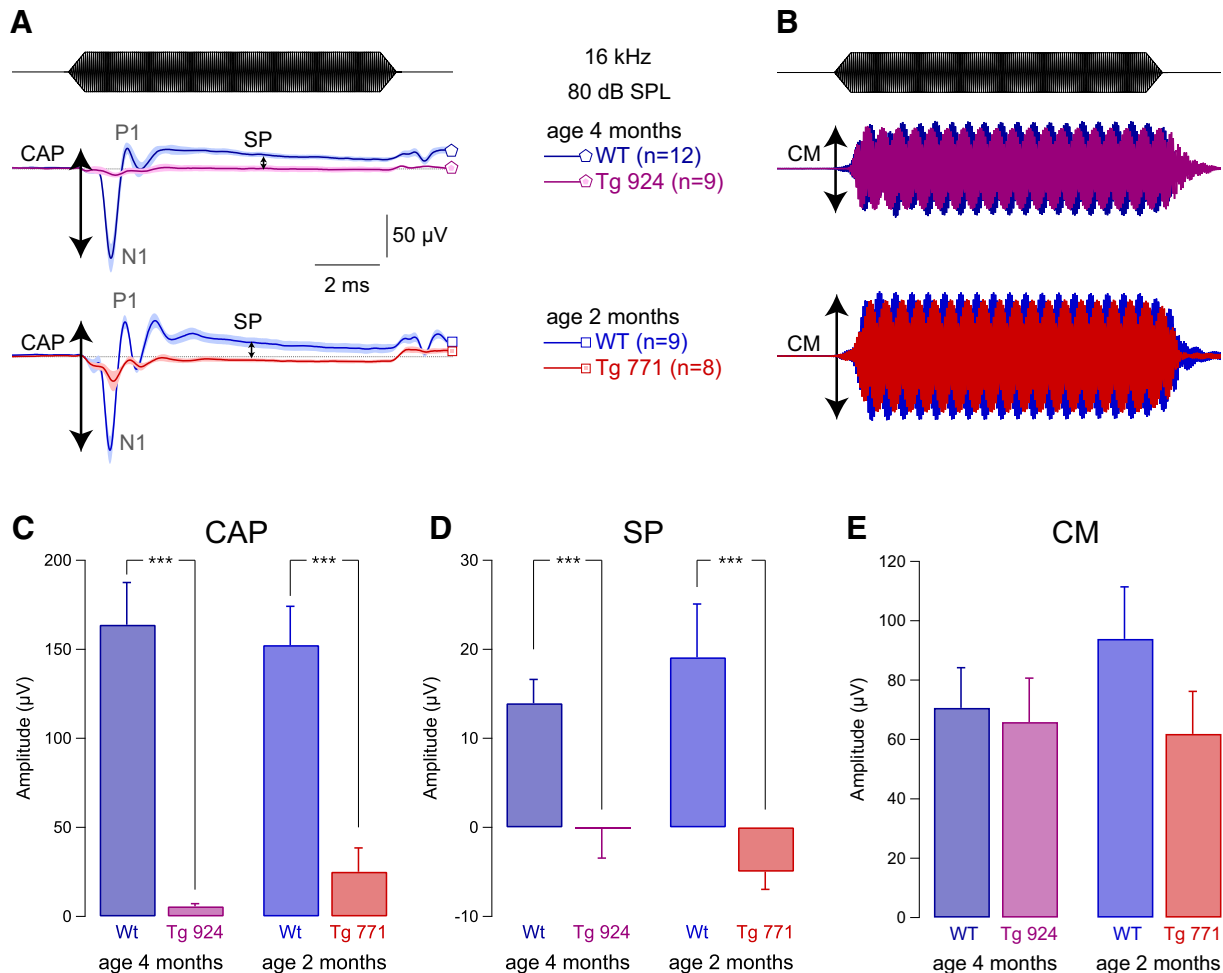 A
B
16 kHz
80 dB SPL
age 4 months
WT (n=12)
Tg 924 (n=9)
CAP
P1
SP
N1
50 µV
2 ms
CM
P1
CAP
SP
N1
age 2 months
WT (n=9)
Tg 771 (n=8)
CM
C
CAP
Amplitude (µV)
200
150
100
50
0
***
***
Wt
Tg 924
Wt
Tg 771
age 4 months
age 2 months
D
SP
Amplitude (µV)
30
20
10
0
-10
***
***
Wt
Tg 924
Wt
Tg 771
age 4 months
age 2 months
E
CM
Amplitude (µV)
120
100
80
60
40
20
0
WT
Tg 924
WT
Tg 771
age 4 months
age 2 months